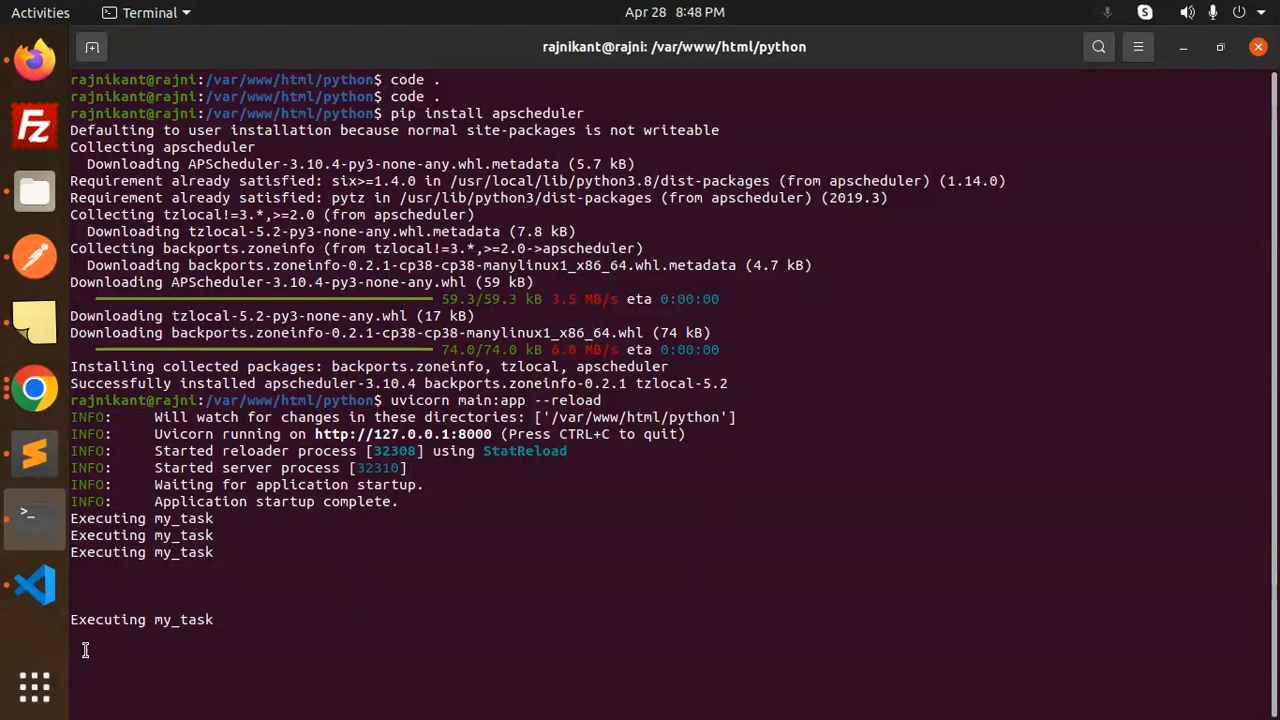 Activities Terminal Apr 28 8:48 PM
rajnikant@rajni: /var/www/html/python
rajnikant@rajni:/var/www/html/python$ code .
rajnikant@rajni:/var/www/html/python$ code .
rajnikant@rajni:/var/www/html/python$ pip install apscheduler
Defaulting to user installation because normal site-packages is not writeable
Collecting apscheduler
  Downloading APScheduler-3.10.4-py3-none-any.whl.metadata (5.7 kB)
Requirement already satisfied: six>=1.4.0 in /usr/local/lib/python3.8/dist-packages (from apscheduler) (1.14.0)
Requirement already satisfied: pytz in /usr/lib/python3/dist-packages (from apscheduler) (2019.3)
Collecting tzlocal!=3.*,>=2.0 (from apscheduler)
  Downloading tzlocal-5.2-py3-none-any.whl.metadata (7.8 kB)
Collecting backports.zoneinfo (from tzlocal!=3.*,>=2.0->apscheduler)
  Downloading backports.zoneinfo-0.2.1-cp38-cp38-manylinux1_x86_64.whl.metadata (4.7 kB)
Downloading APScheduler-3.10.4-py3-none-any.whl (59 kB)
59.3/59.3 kB 3.5 MB/s eta 0:00:00
Downloading tzlocal-5.2-py3-none-any.whl (17 kB)
Downloading backports.zoneinfo-0.2.1-cp38-cp38-manylinux1_x86_64.whl (74 kB)
74.0/74.0 kB 6.0 MB/s eta 0:00:00
Installing collected packages: backports.zoneinfo, tzlocal, apscheduler
Successfully installed apscheduler-3.10.4 backports.zoneinfo-0.2.1 tzlocal-5.2
rajnikant@rajni:/var/www/html/python$ uvicorn main:app --reload
INFO:     Will watch for changes in these directories: ['/var/www/html/python']
INFO:     Uvicorn running on http://127.0.0.1:8000 (Press CTRL+C to quit)
INFO:     Started reloader process [32308] using StatReload
INFO:     Started server process [32310]
INFO:     Waiting for application startup.
INFO:     Application startup complete.
Executing my_task
Executing my_task
Executing my_task
Executing my_task